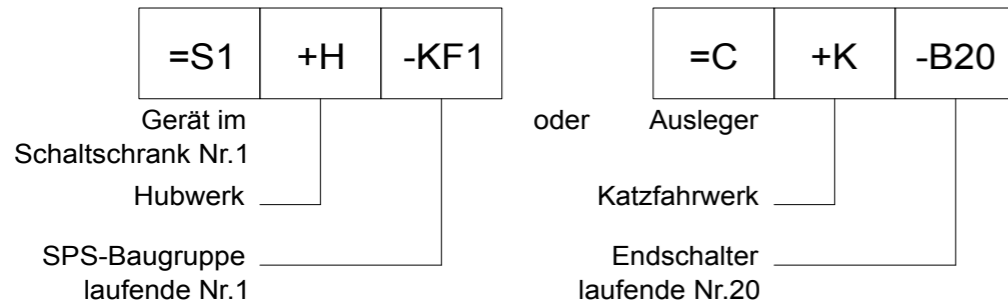 =S1 +H -KF1
Gerät im
Schaltschrank Nr.1
Hubwerk
SPS-Baugruppe
laufende Nr.1
oder
=C +K -B20
Ausleger
Katzfahrwerk
Endschalter
laufende Nr.20